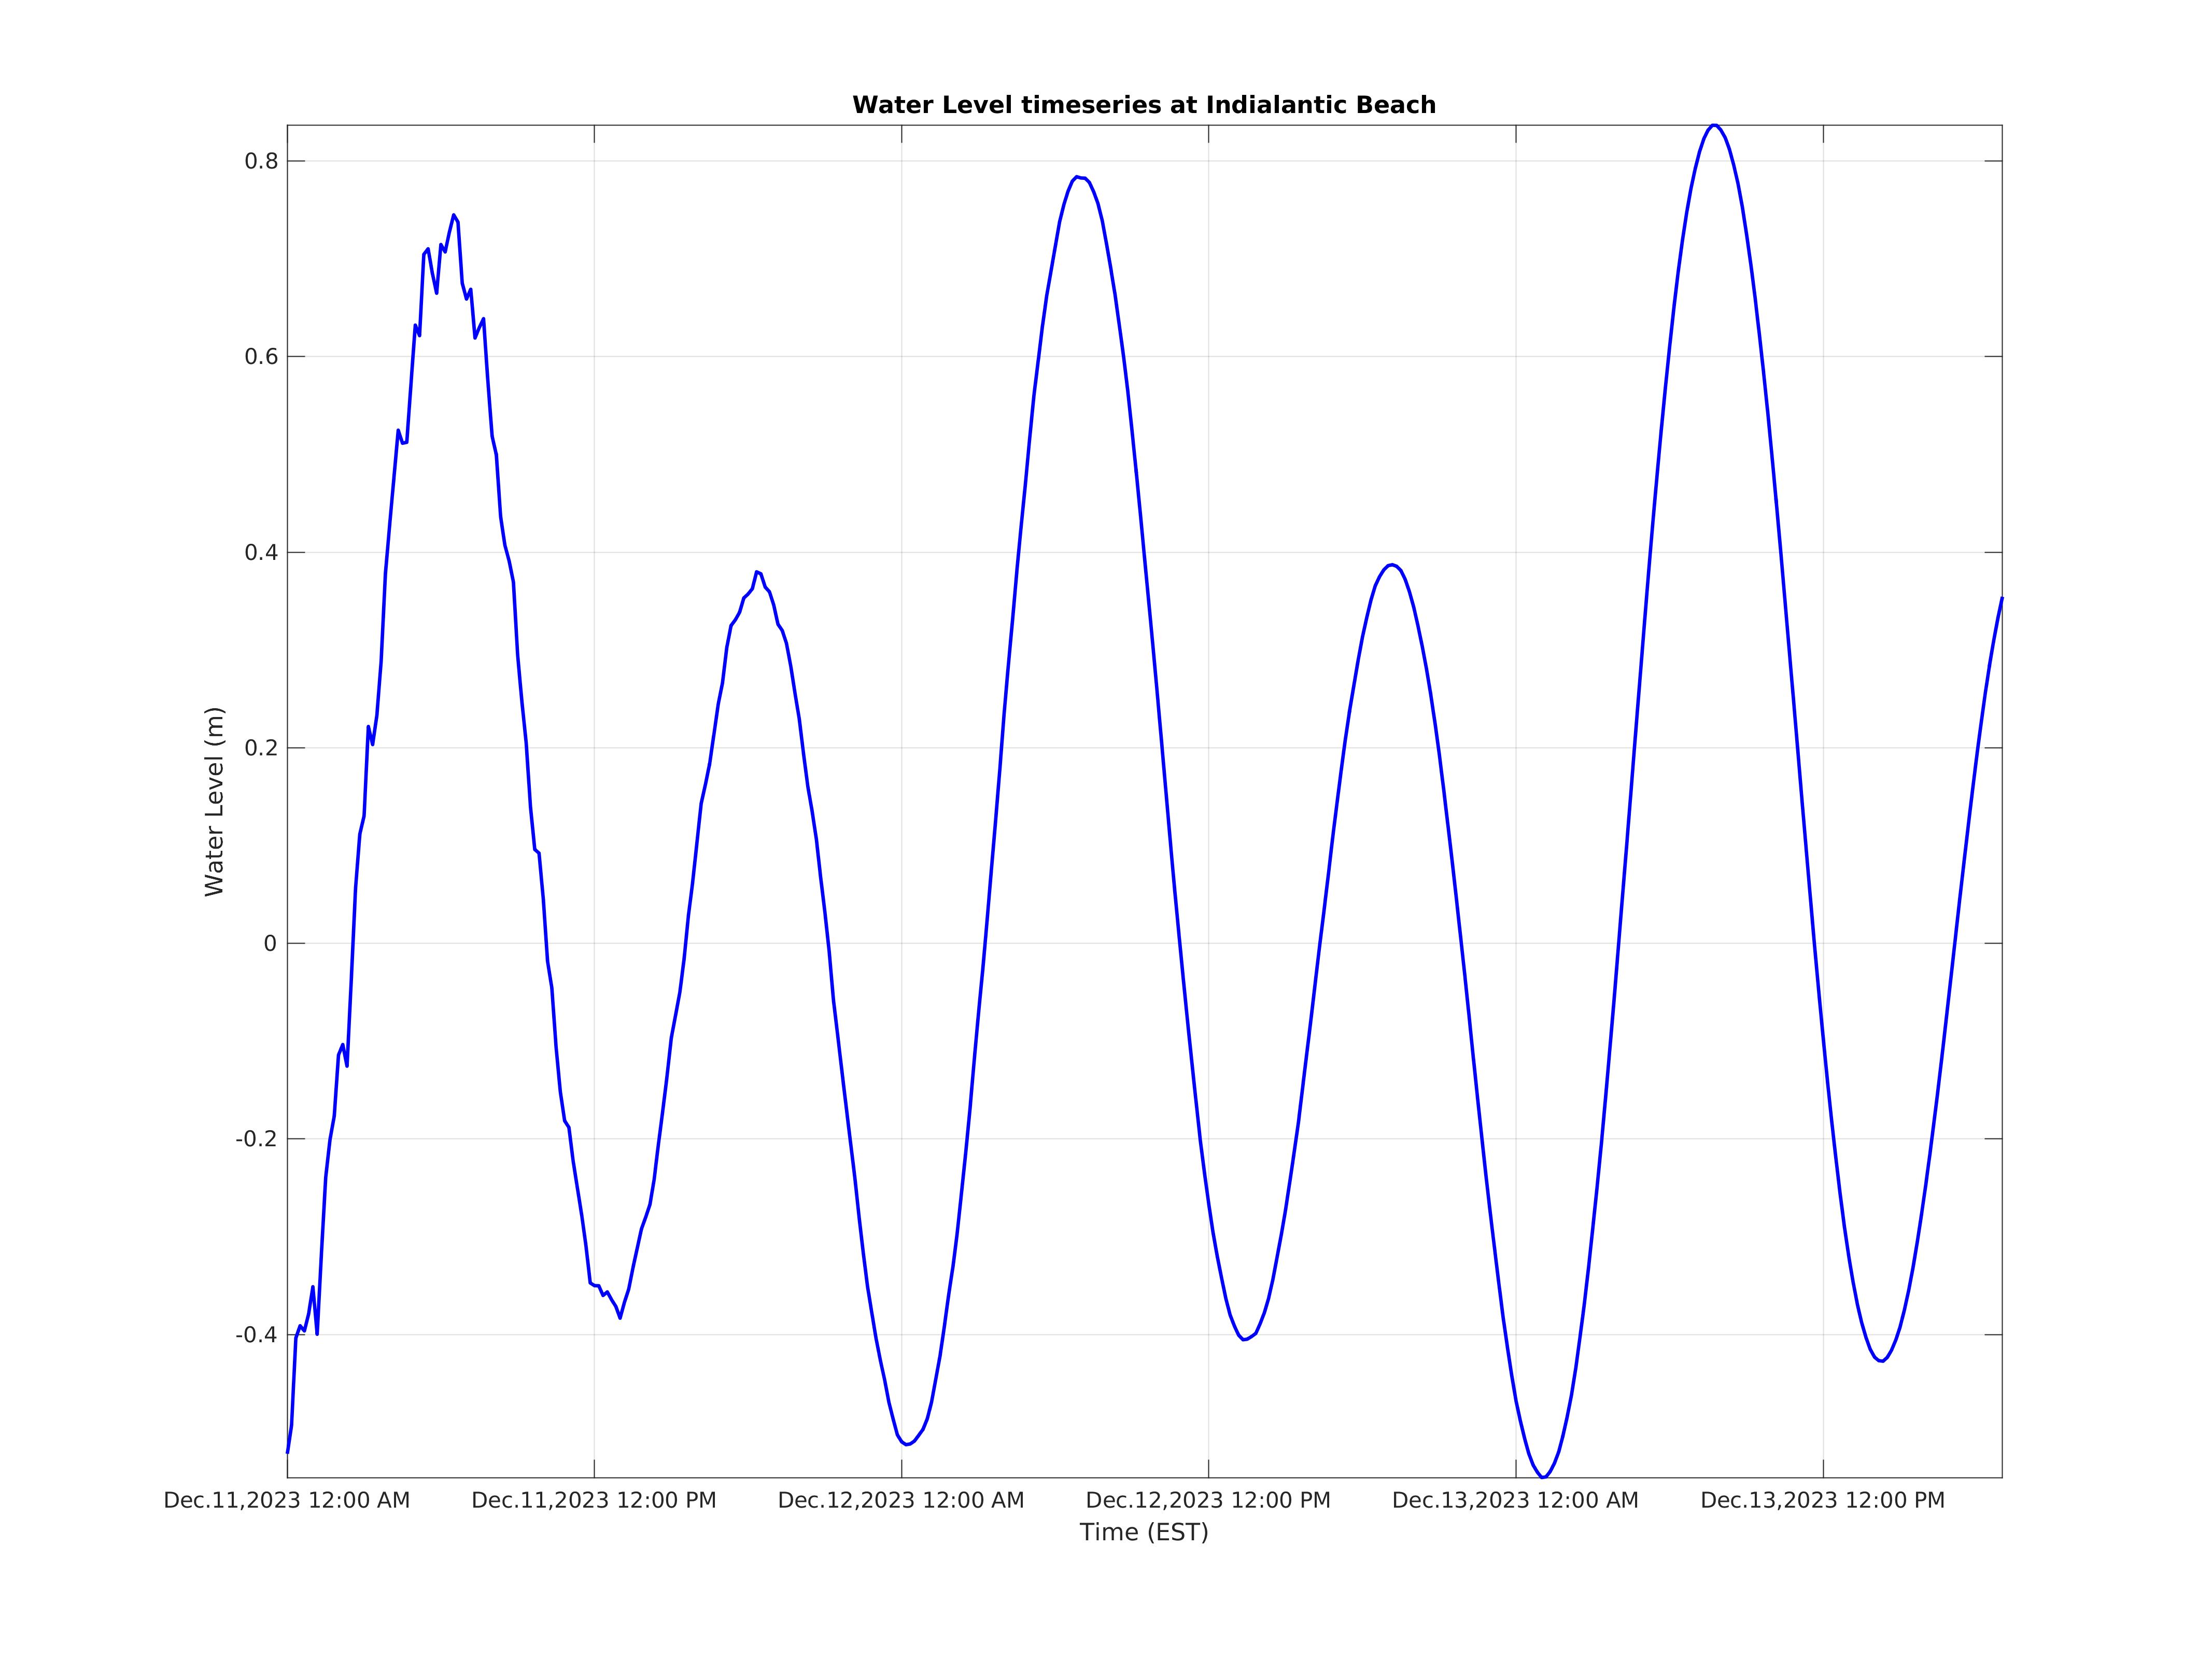 Water Level timeseries at Indialantic Beach
0.8
0.6
0.4
0.2
0
-0.2
-0.4
Water Level (m)
Dec.11,2023 12:00 AM Dec.11,2023 12:00 PM Dec.12,2023 12:00 AM Dec.12,2023 12:00 PM Dec.13,2023 12:00 AM Dec.13,2023 12:00 PM
Time (EST)